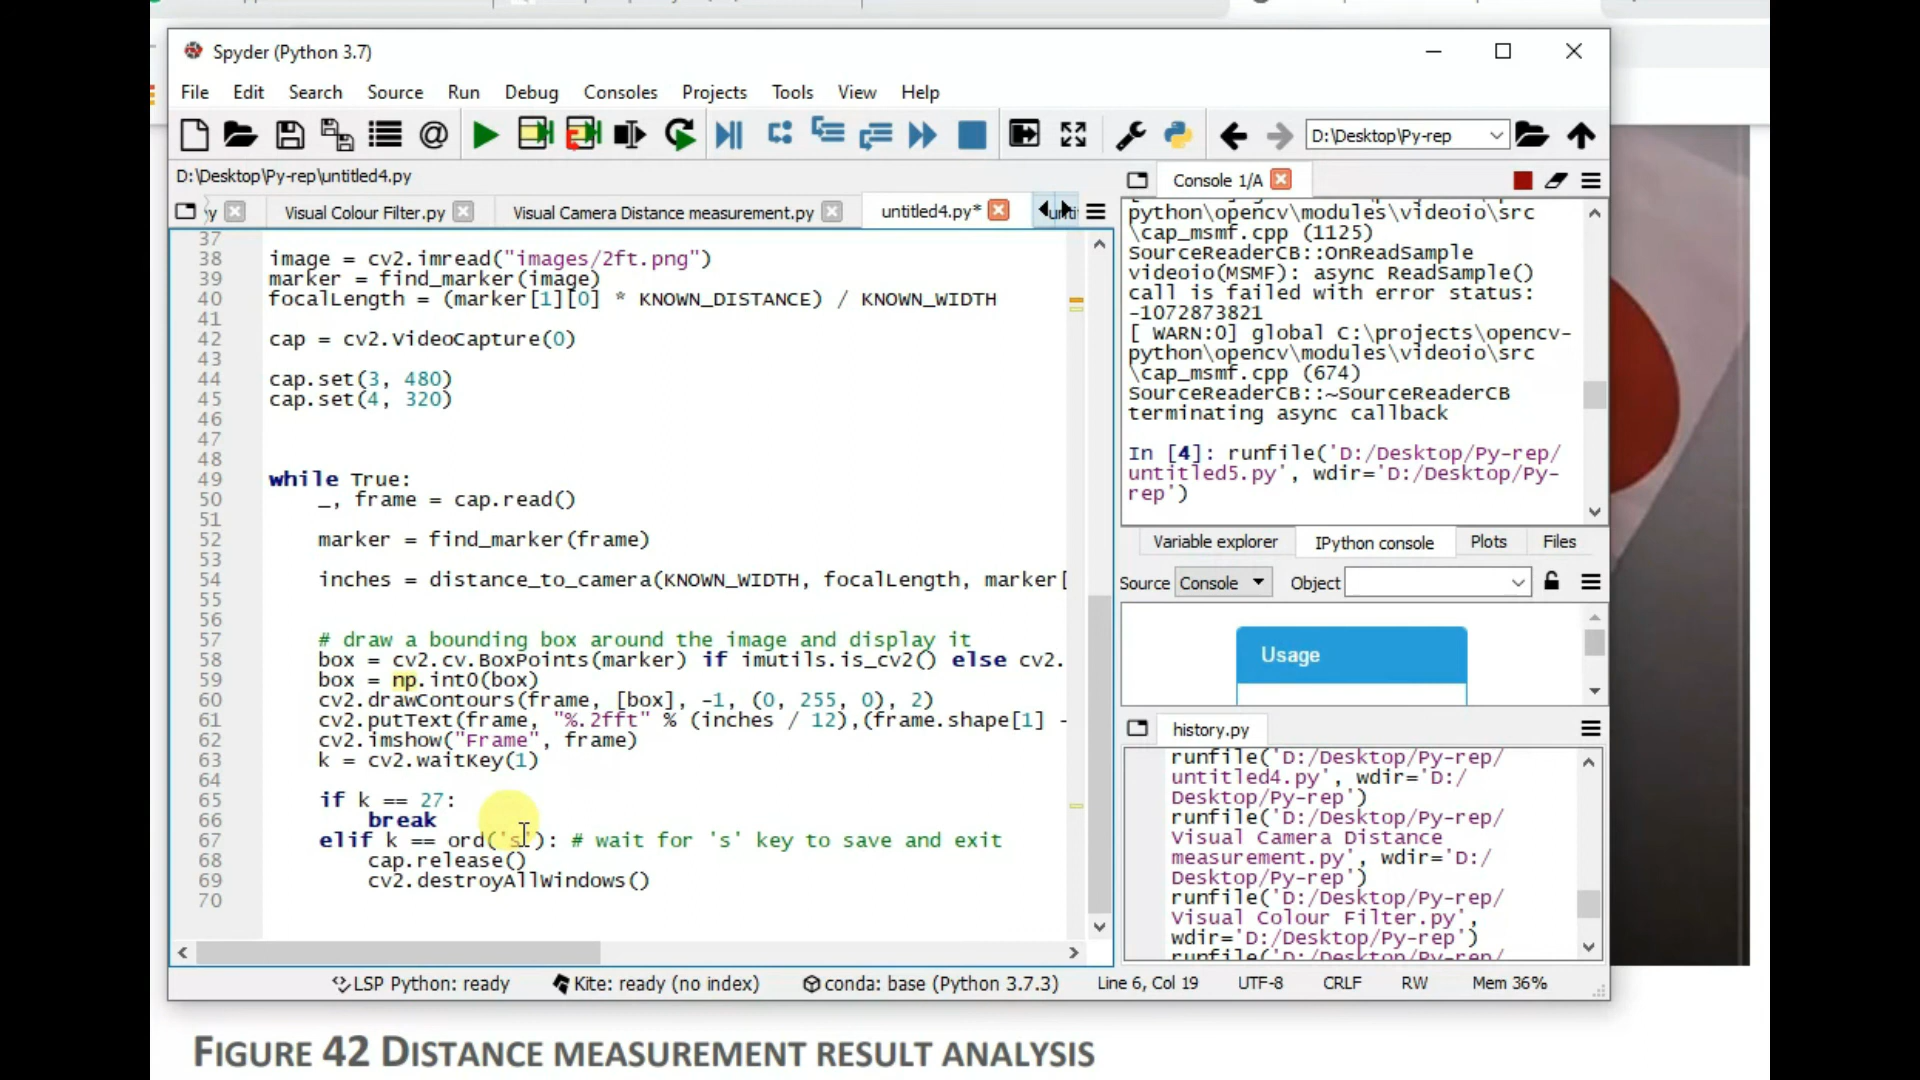 Spyder (Python 3.7)
File Edit Search Source Run Debug Consoles Projects Tools View Help
D:\Desktop\Py-rep
D:\Desktop\Py-rep\untitled4.py
y Visual Colour Filter.py Visual Camera Distance measurement.py untitled4.py* unti
37
38 image = cv2.imread("images/2ft.png")
39 marker = find_marker(image)
40 focalLength = (marker[1][0] * KNOWN_DISTANCE) / KNOWN_WIDTH
41
42 cap = cv2.VideoCapture(0)
43
44 cap.set(3, 480)
45 cap.set(4, 320)
46
47
48
49 while True:
50 _, frame = cap.read()
51
52 marker = find_marker(frame)
53
54 inches = distance_to_camera(KNOWN_WIDTH, focalLength, marker[
55
56
57 # draw a bounding box around the image and display it
58 box = cv2.cv.BoxPoints(marker) if imutils.is_cv2() else cv2.
59 box = np.int0(box)
60 cv2.drawContours(frame, [box], -1, (0, 255, 0), 2)
61 cv2.putText(frame, "%.2fft" % (inches / 12),(frame.shape[1] -
62 cv2.imshow("Frame", frame)
63 k = cv2.waitKey(1)
64
65 if k == 27:
66 break
67 elif k == ord('s'): # wait for 's' key to save and exit
68 cap.release()
69 cv2.destroyAllWindows()
70
Console 1/A
python\opencv\modules\videoio\src
\cap_msmf.cpp (1125)
SourceReaderCB::OnReadSample
videoio(MSMF): async ReadSample()
call is failed with error status:
-1072873821
[ WARN:0] global C:\projects\opencv-
python\opencv\modules\videoio\src
\cap_msmf.cpp (674)
SourceReaderCB::~SourceReaderCB
terminating async callback
In [4]: runfile('D:/Desktop/Py-rep/
untitled5.py', wdir='D:/Desktop/Py-
rep')
Variable explorer IPython console Plots Files
Source Console Object
Usage
history.py
runfile('D:/Desktop/Py-rep/
untitled4.py', wdir='D:/
Desktop/Py-rep')
runfile('D:/Desktop/Py-rep/
Visual Camera Distance
measurement.py', wdir='D:/
Desktop/Py-rep')
runfile('D:/Desktop/Py-rep/
Visual Colour Filter.py',
wdir='D:/Desktop/Py-rep')
runfile('D:/Desktop/Py-rep/
LSP Python: ready Kite: ready (no index) conda: base (Python 3.7.3) Line 6, Col 19 UTF-8 CRLF RW Mem 36%
FIGURE 42 DISTANCE MEASUREMENT RESULT ANALYSIS